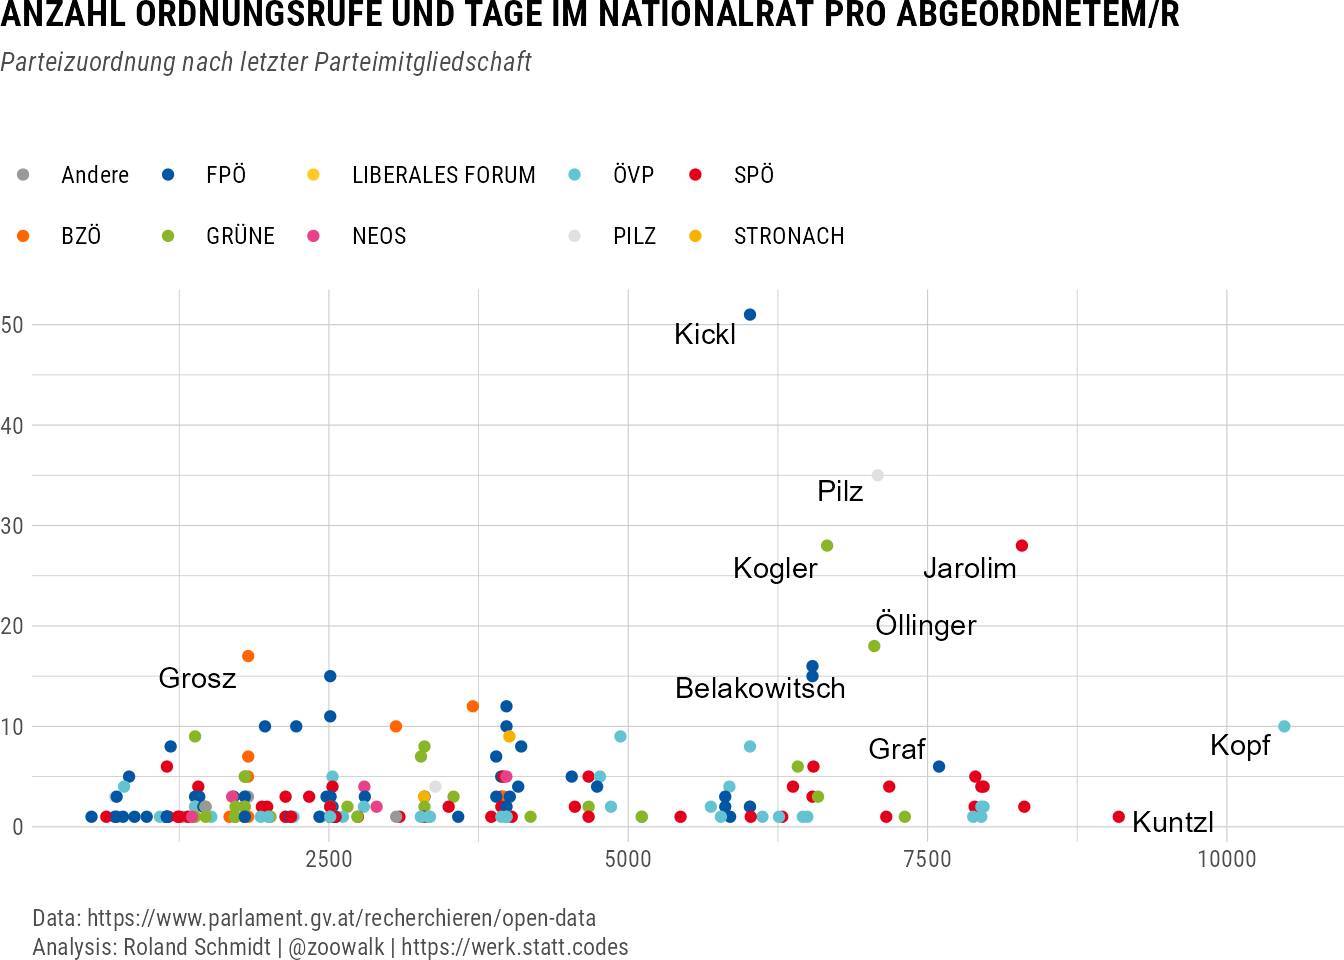 ANZAHL ORDNUNGSRUFE UND TAGE IM NATIONALRAT PRO ABGEORDNETEM/R
Parteizuordnung nach letzter Parteimitgliedschaft
Andere FPÖ LIBERALES FORUM ÖVP SPÖ
BZÖ GRÜNE NEOS PILZ STRONACH
50
Kickl
40
Pilz
30
Kogler Jarolim
20
Öllinger
Grosz
Belakowitsch
10
Graf
Kopf
0
Kuntzl
2500 5000 7500 10000
Data: https://www.parlament.gv.at/recherchieren/open-data
Analysis: Roland Schmidt | @zoowalk | https://werk.statt.codes